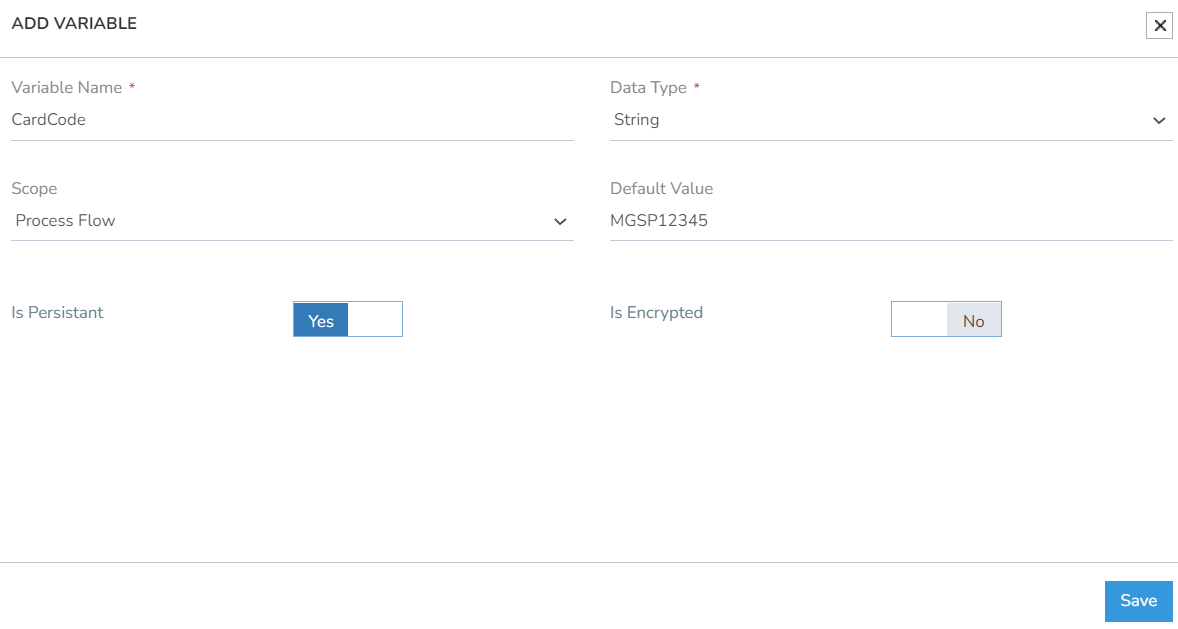 ADD VARIABLE
Variable Name *
Data Type *
CardCode
String
Scope
Default Value
Process Flow
MGSP12345
Is Persistant
Yes
Is Encrypted
No
Save